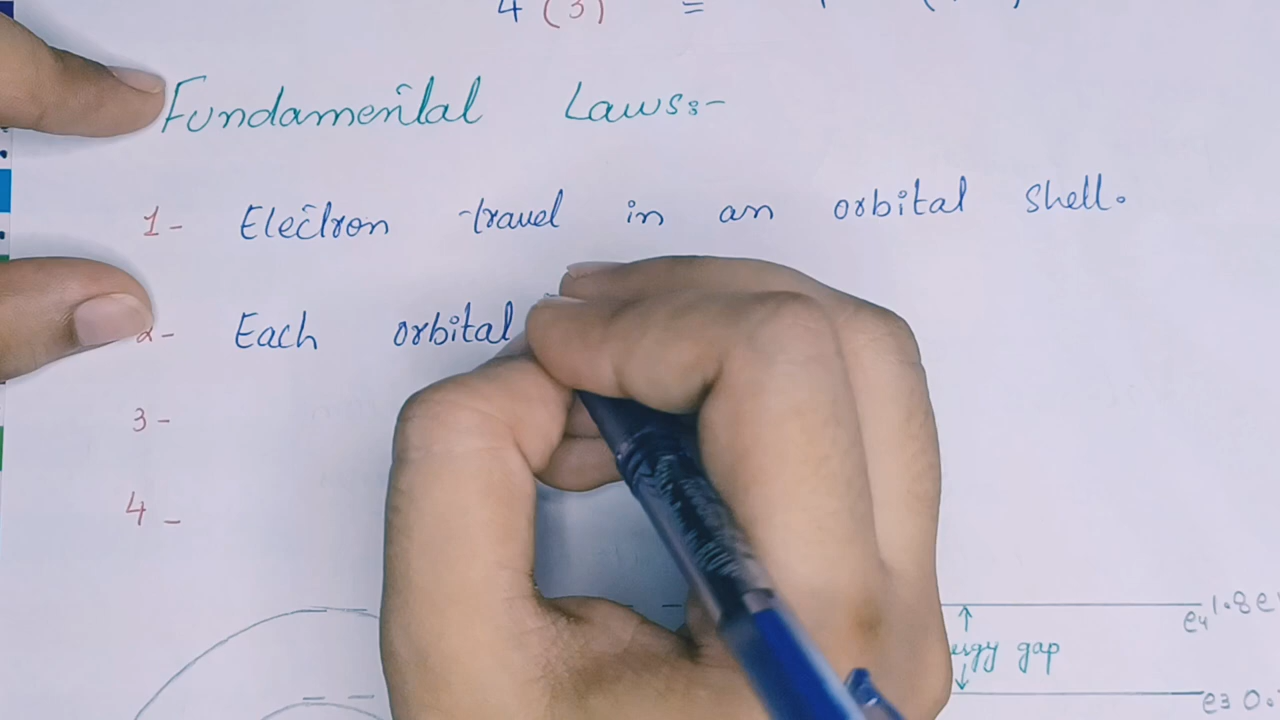 4 (3) =
Fundamental Laws:-
1- Electron travel in an orbital shell.
2- Each orbital
3-
4-
e4 1.8e
gap
e3 0.